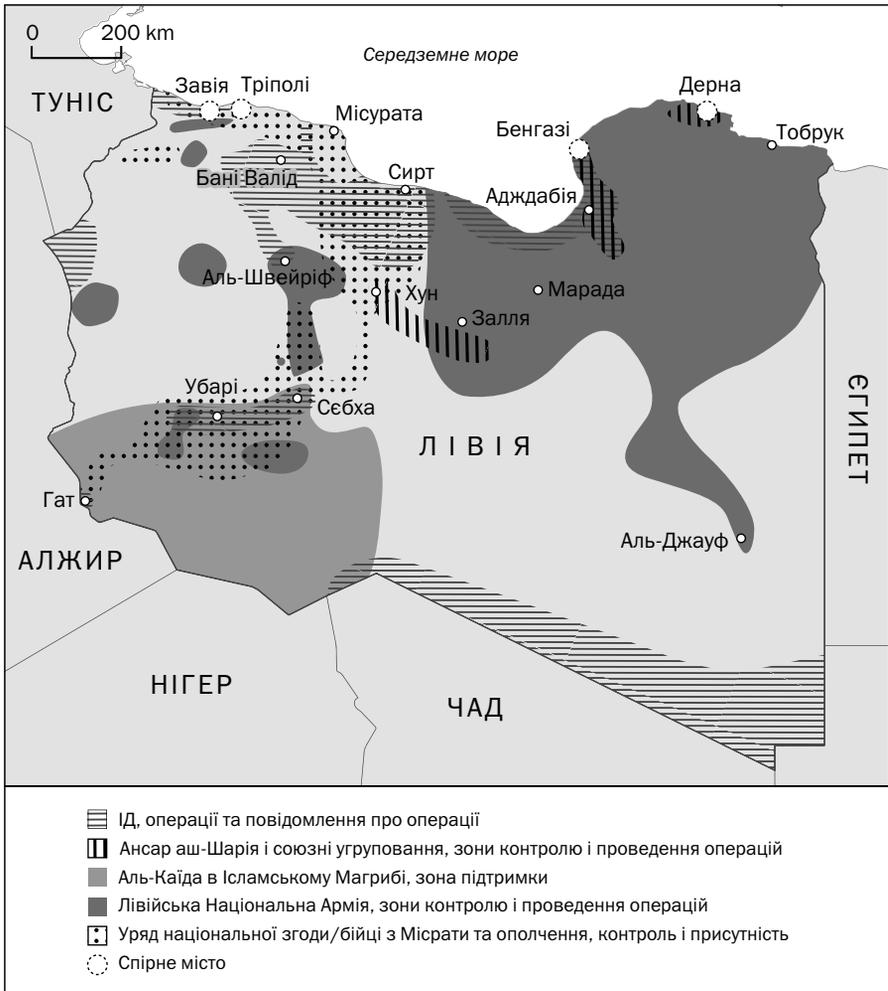 0 200 km
Середземне море
ТУНІС
Завія
Тріполі
Місурата
Дерна
Бенгазі
Тобрук
Бані Валід
Сирт
Адждабія
Аль-Швейріф
Хун
Марада
Залля
Убарі
Сєбха
ЛІВІЯ
ЄГИПЕТ
Гат
Аль-Джауф
АЛЖИР
НІГЕР
ЧАД
ІД, операції та повідомлення про операції
Ансар аш-Шарія і союзні угруповання, зони контролю і проведення операцій
Аль-Каїда в Ісламському Магрибі, зона підтримки
Лівійська Національна Армія, зони контролю і проведення операцій
Уряд національної згоди/бійці з Місрати та ополчення, контроль і присутність
Спірне місто